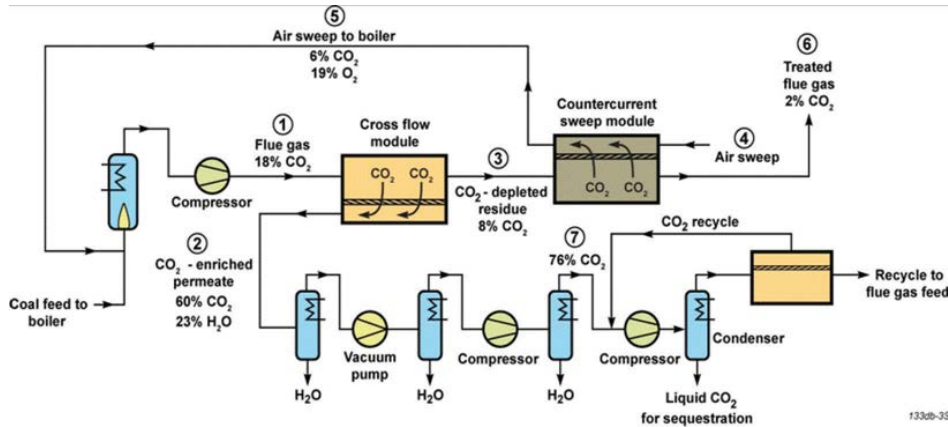 ⑤
Air sweep to boiler
6% CO₂
19% O₂
⑥
Treated
flue gas
2% CO₂
①
Flue gas
18% CO₂
Cross flow
module
CO₂ CO₂
③
CO₂ - depleted
residue
8% CO₂
Countercurrent
sweep module
CO₂ CO₂
④
Air sweep
Compressor
②
CO₂ - enriched
permeate
60% CO₂
23% H₂O
Coal feed to
boiler
⑦
76% CO₂
CO₂ recycle
Recycle to
flue gas feed
Vacuum
pump
Compressor
Compressor
Condenser
H₂O
H₂O
H₂O
Liquid CO₂
for sequestration